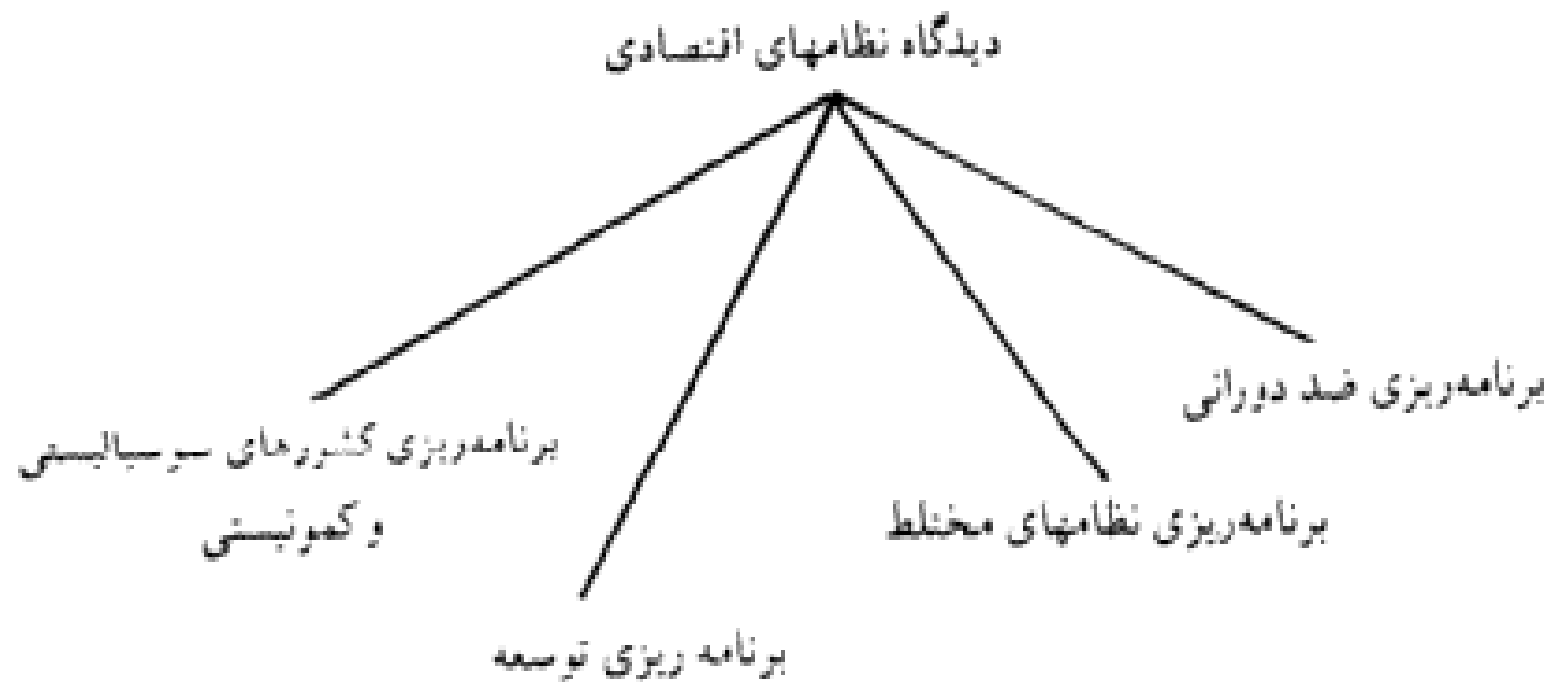 دیدگاه نظامهای اقتصادی
برنامه‌ریزی ضد دورانی
برنامه‌ریزی نظامهای مختلط
برنامه ریزی توسعه
برنامه‌ریزی کشورهای سوسیالیستی
و کمونیستی